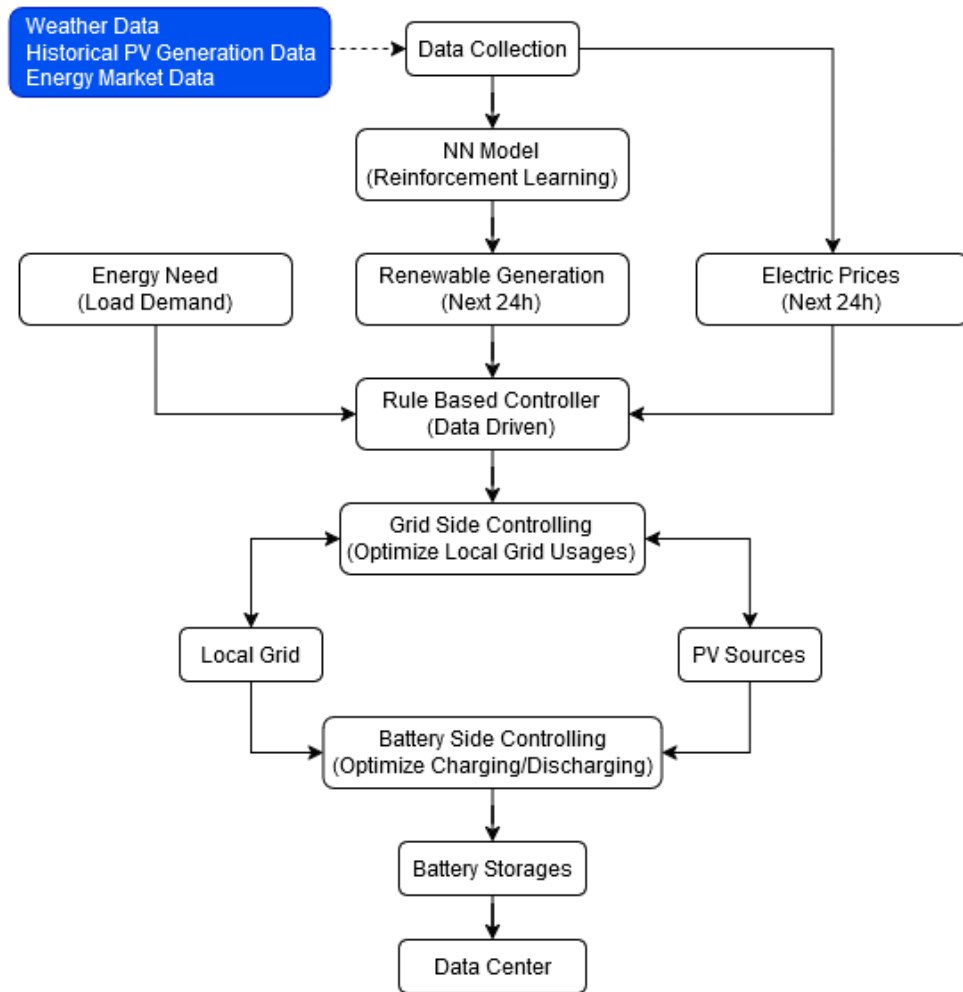 Weather Data
Historical PV Generation Data
Energy Market Data
Data Collection
NN Model
(Reinforcement Learning)
Energy Need
(Load Demand)
Renewable Generation
(Next 24h)
Electric Prices
(Next 24h)
Rule Based Controller
(Data Driven)
Grid Side Controlling
(Optimize Local Grid Usages)
Local Grid
PV Sources
Battery Side Controlling
(Optimize Charging/Discharging)
Battery Storages
Data Center